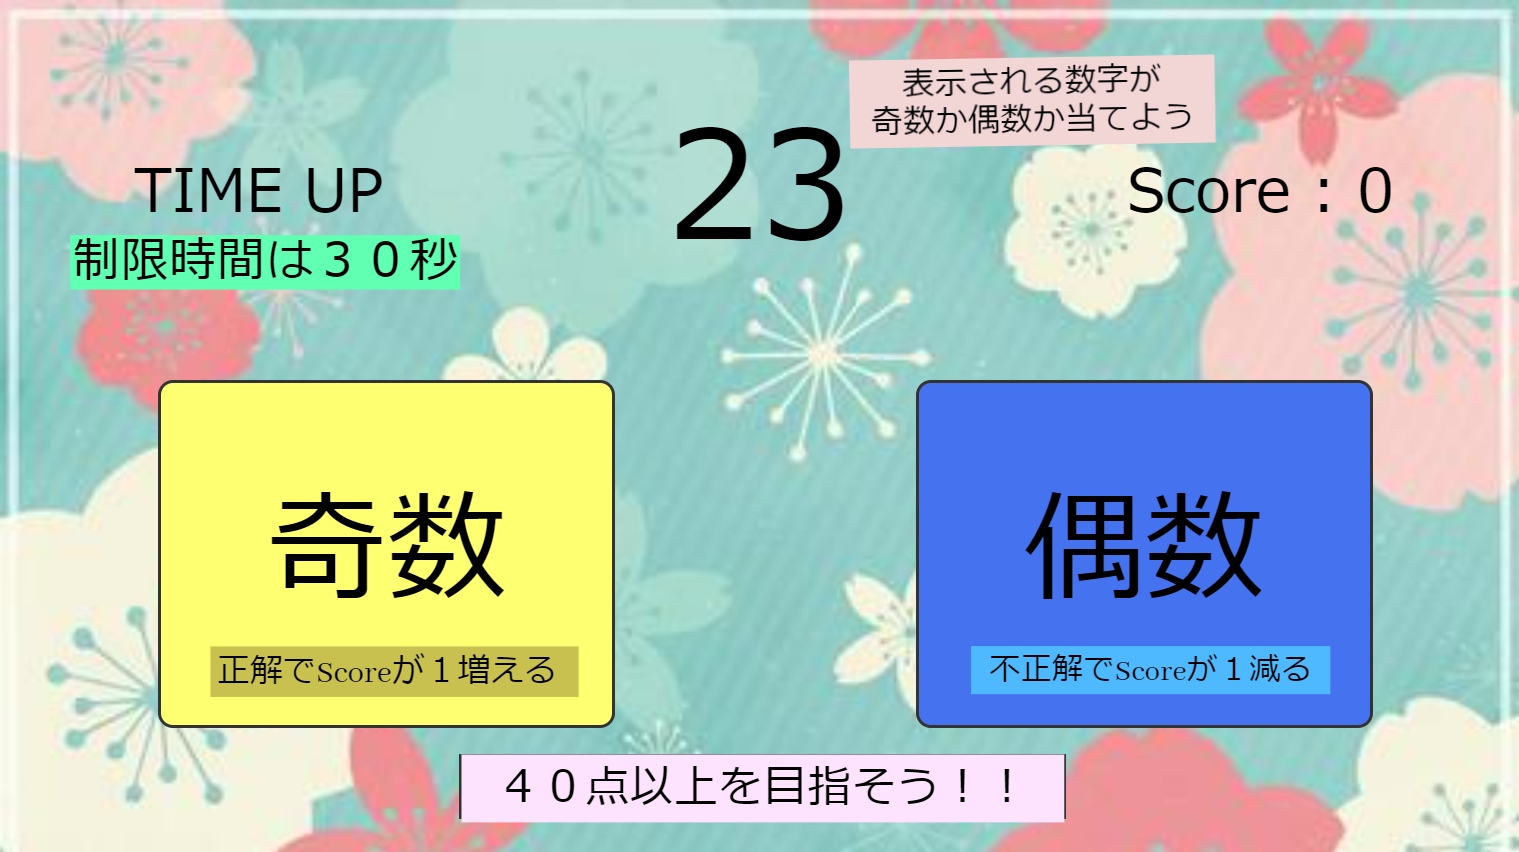 表示される数字が
奇数か偶数か当てよう
23
TIME UP
Score : 0
制限時間は３０秒
奇数
偶数
正解でScoreが１増える
不正解でScoreが１減る
４０点以上を目指そう！！